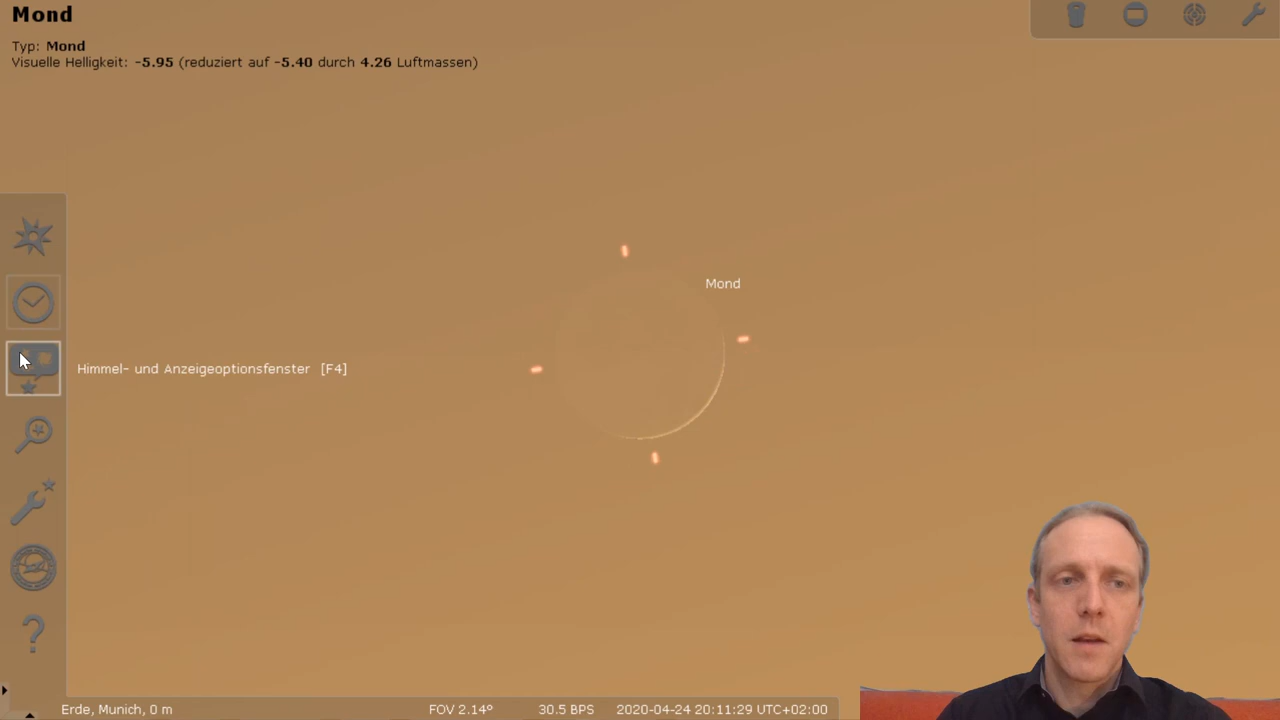 Mond
Typ: Mond
Visuelle Helligkeit: -5.95 (reduziert auf -5.40 durch 4.26 Luftmassen)
Mond
Himmel- und Anzeigeoptionsfenster [F4]
Erde, Munich, 0 m FOV 2.14° 30.5 BPS 2020-04-24 20:11:29 UTC+02:00